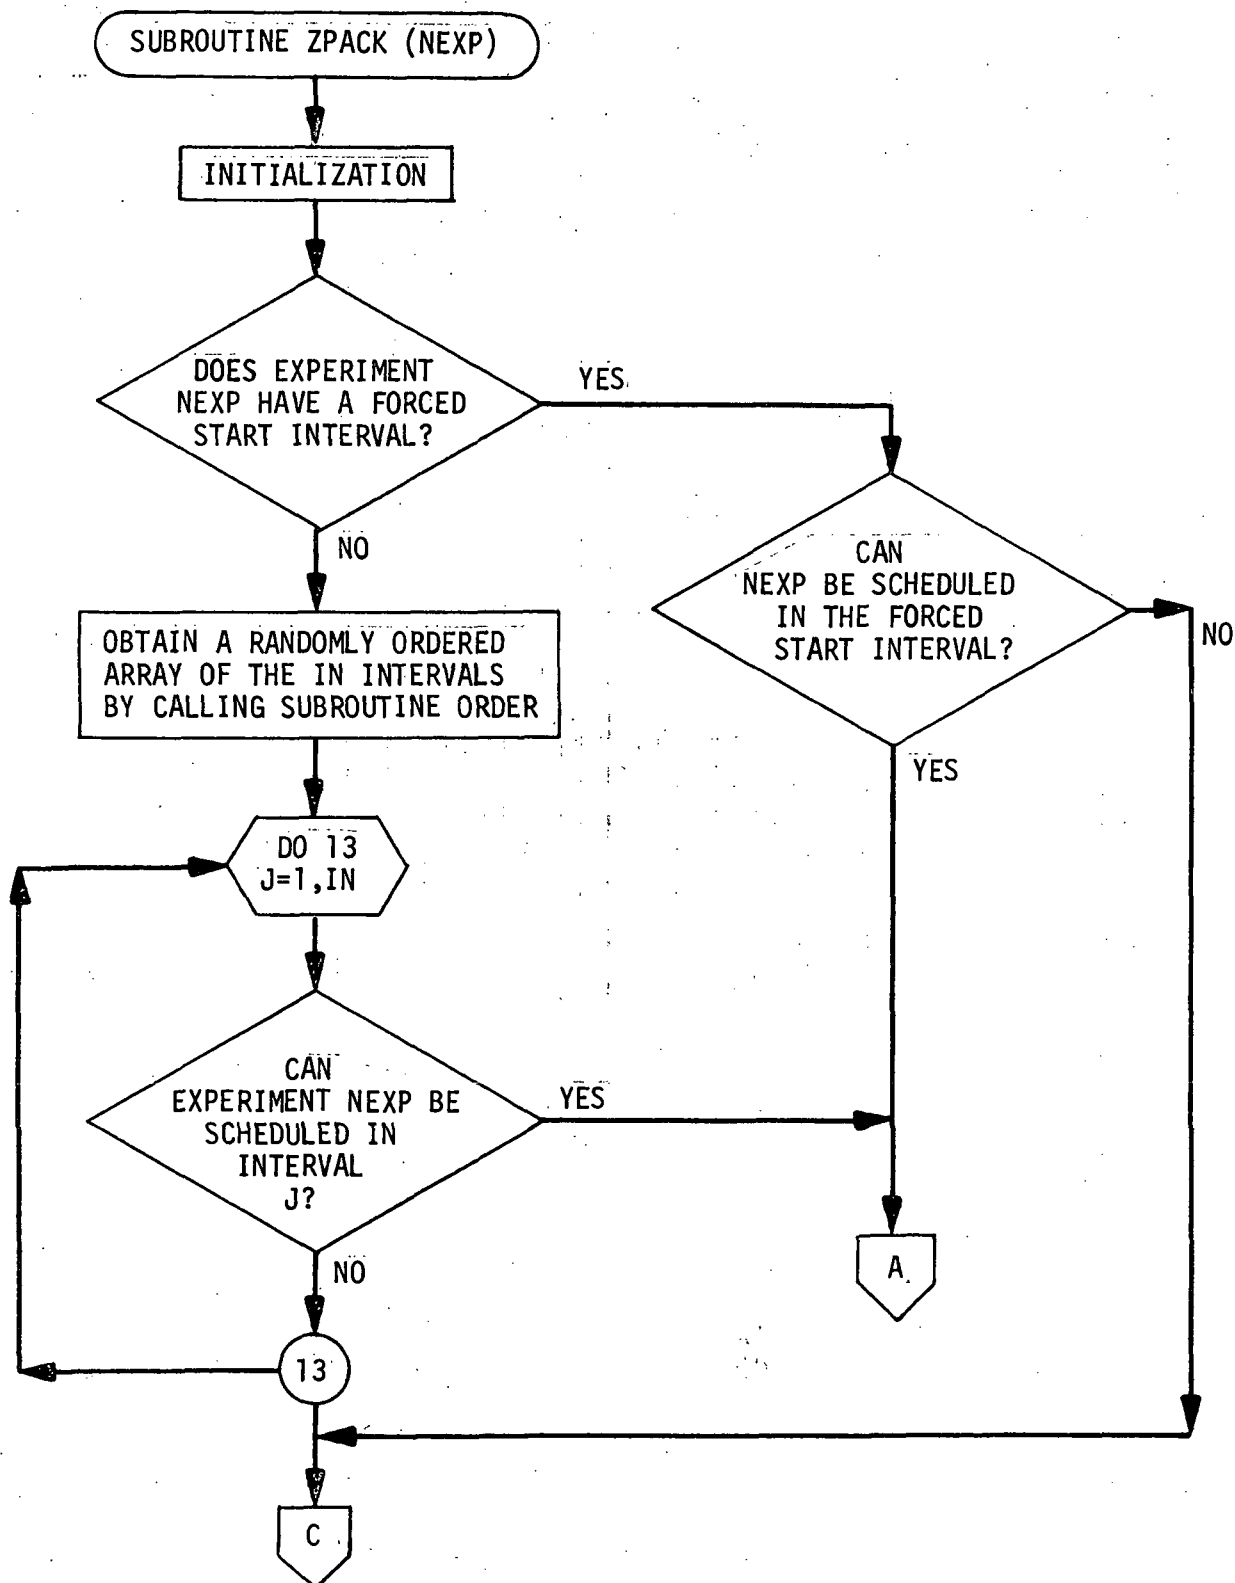 SUBROUTINE ZPACK (NEXP)
INITIALIZATION
DOES EXPERIMENT
NEXP HAVE A FORCED
START INTERVAL?
YES
NO
CAN
NEXP BE SCHEDULED
IN THE FORCED
START INTERVAL?
NO
YES
OBTAIN A RANDOMLY ORDERED
ARRAY OF THE IN INTERVALS
BY CALLING SUBROUTINE ORDER
DO 13
J=1,IN
CAN
EXPERIMENT NEXP BE
SCHEDULED IN
INTERVAL
J?
YES
NO
A
13
C